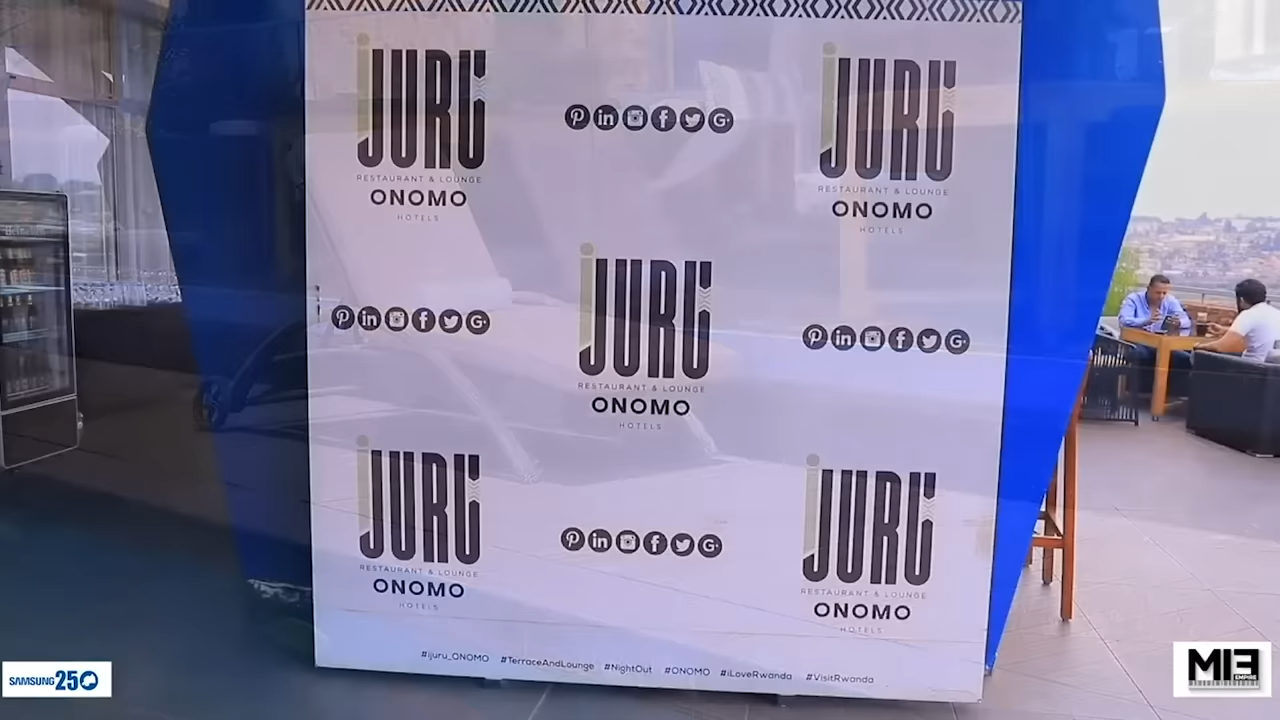 iJURU
RESTAURANT & LOUNGE
ONOMO
HOTELS
iJURU
RESTAURANT & LOUNGE
ONOMO
HOTELS
iJURU
RESTAURANT & LOUNGE
ONOMO
HOTELS
iJURU
RESTAURANT & LOUNGE
ONOMO
HOTELS
iJURU
RESTAURANT & LOUNGE
ONOMO
HOTELS
#ijuru_ONOMO #TerraceAndLounge #NightOut #ONOMO #iLoveRwanda #VisitRwanda
SAMSUNG 250
MIE
EMPIRE